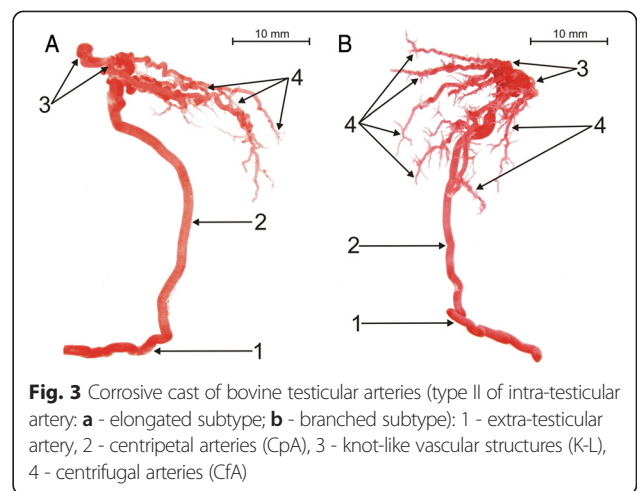 A
10 mm
B
10 mm
3
4
3
4
4
2
2
1
1
Fig. 3 Corrosive cast of bovine testicular arteries (type II of intra-testicular
artery: a - elongated subtype; b - branched subtype): 1 - extra-testicular
artery, 2 - centripetal arteries (CpA), 3 - knot-like vascular structures (K-L),
4 - centrifugal arteries (CfA)